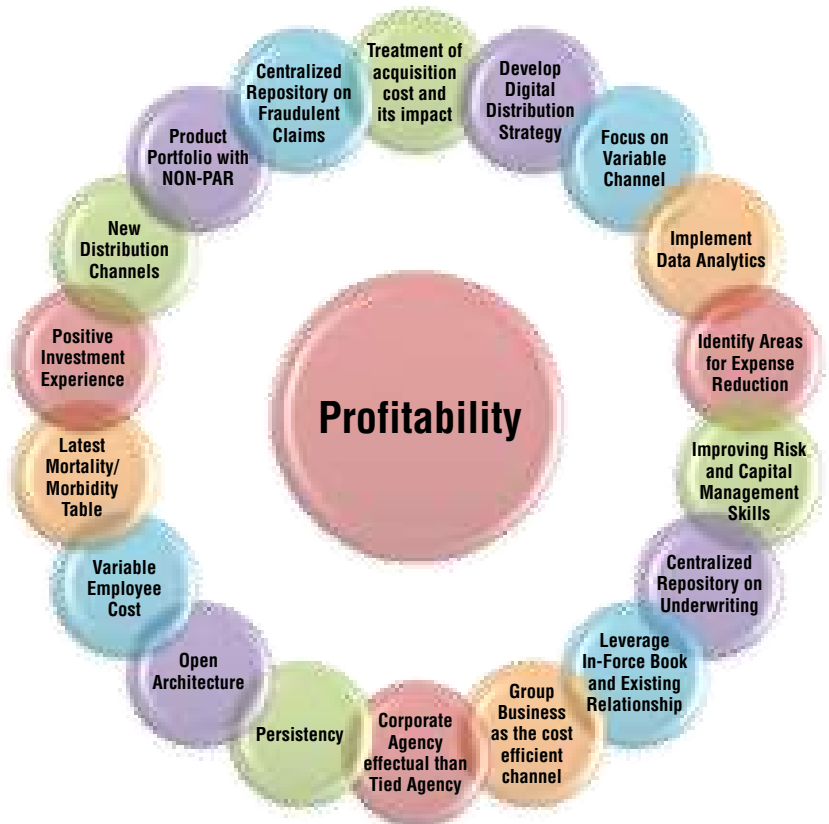 Treatment of
acquisition
cost and
its impact
Develop
Digital
Distribution
Strategy
Focus on
Variable
Channel
Implement
Data Analytics
Identify Areas
for Expense
Reduction
Improving Risk
and Capital
Management
Skills
Centralized
Repository on
Underwriting
Leverage
In-Force Book
and Existing
Relationship
Group
Business
as the cost
efficient
channel
Corporate
Agency
effectual than
Tied Agency
Persistency
Open
Architecture
Variable
Employee
Cost
Latest
Mortality/
Morbidity
Table
Positive
Investment
Experience
New
Distribution
Channels
Product
Portfolio with
NON-PAR
Centralized
Repository on
Fraudulent
Claims
Profitability